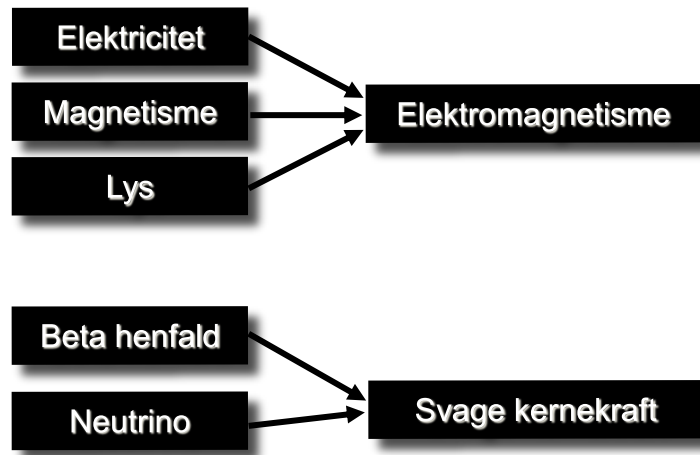 Elektricitet
Magnetisme
Elektromagnetisme
Lys
Beta henfald
Neutrino
Svage kernekraft